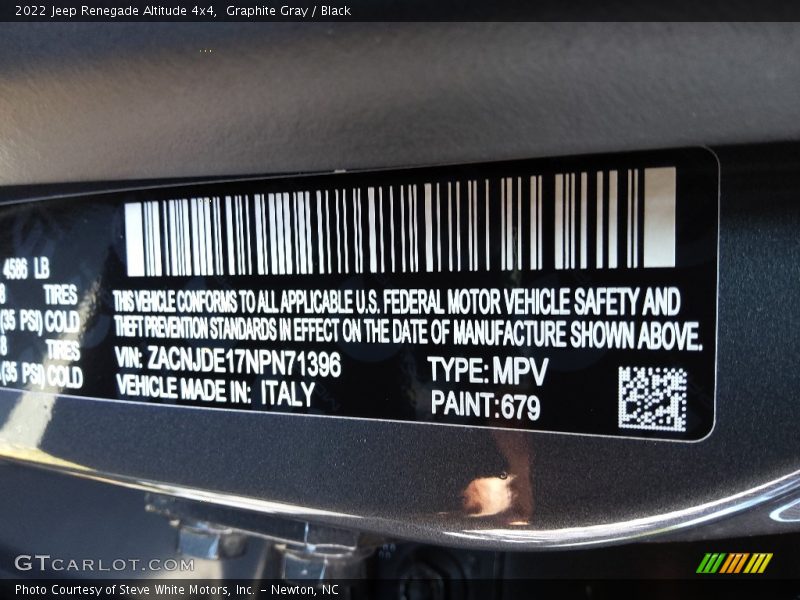 2022 Jeep Renegade Altitude 4x4,  Graphite Gray / Black
4586 LB
8 TIRES
(35 PSI) COLD
8 TIRES
(35 PSI) COLD
THIS VEHICLE CONFORMS TO ALL APPLICABLE U.S. FEDERAL MOTOR VEHICLE SAFETY AND
THEFT PREVENTION STANDARDS IN EFFECT ON THE DATE OF MANUFACTURE SHOWN ABOVE.
VIN: ZACNJDE17NPN71396
TYPE: MPV
VEHICLE MADE IN: ITALY
PAINT: 679
GTCARLOT.COM
Photo Courtesy of Steve White Motors, Inc. – Newton, NC